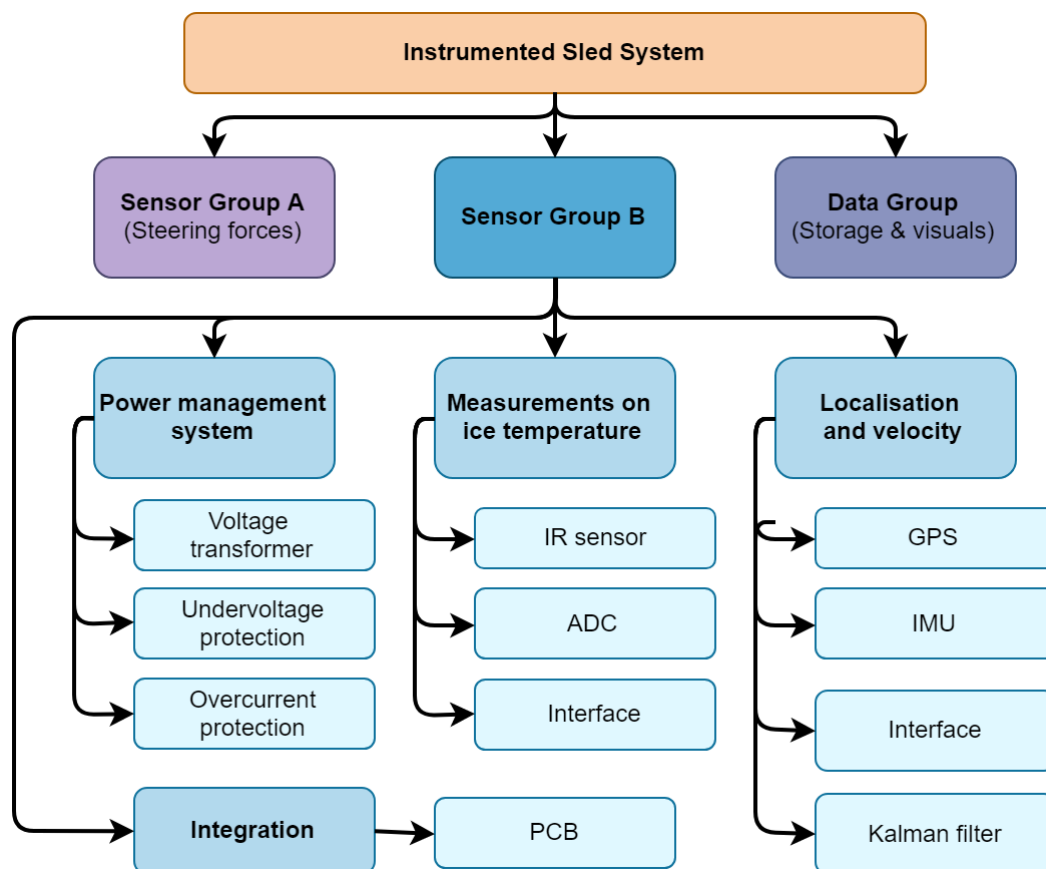 Instrumented Sled System
Sensor Group A
(Steering forces)
Sensor Group B
Data Group
(Storage & visuals)
Power management
system
Measurements on
ice temperature
Localisation
and velocity
Voltage
transformer
Undervoltage
protection
Overcurrent
protection
IR sensor
ADC
Interface
GPS
IMU
Interface
Kalman filter
Integration
PCB